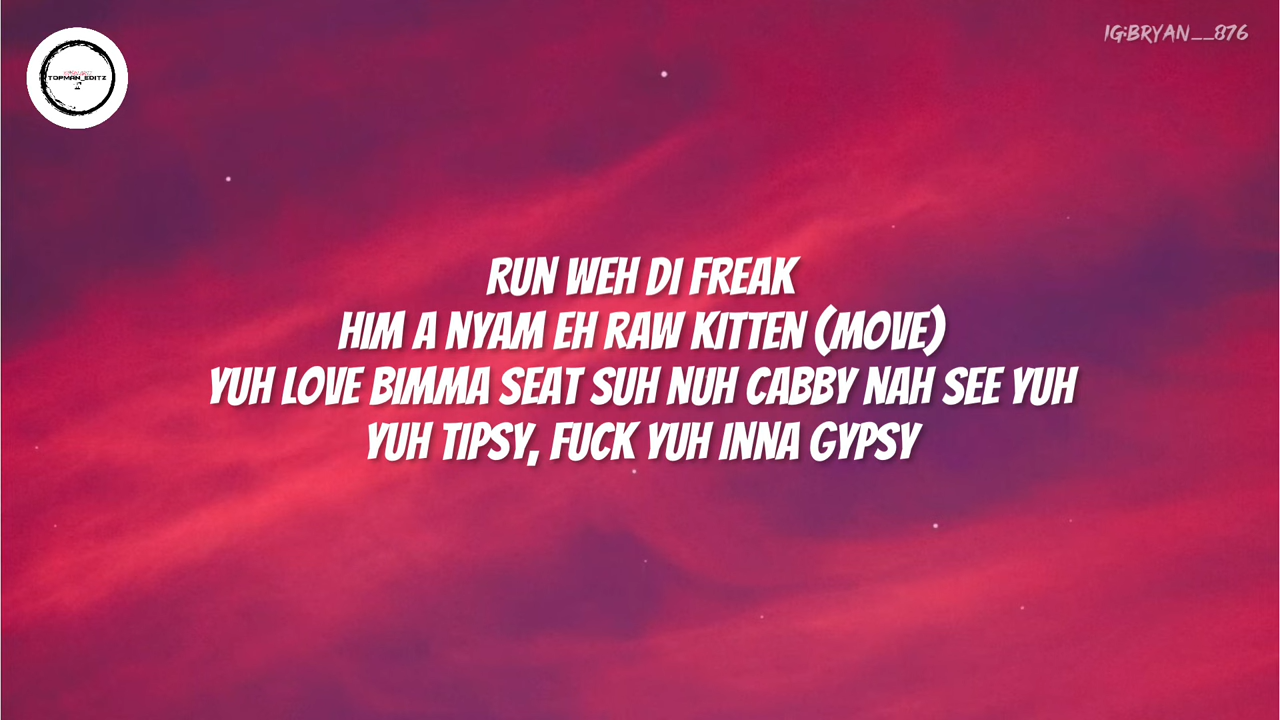 IG:BRYAN__876
TOPMAN_EDITZ
RUN WEH DI FREAK
HIM A NYAM EH RAW KITTEN (MOVE)
YUH LOVE BIMMA SEAT SUH NUH CABBY NAH SEE YUH
YUH TIPSY, FUCK YUH INNA GYPSY